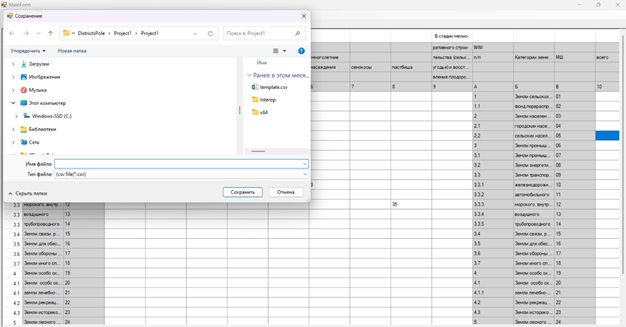 MainForm
Сохранение
DistrictsPole > Project1 > Project1
Поиск в: Project1
Упорядочить
Новая папка
Загрузки
Изображения
Музыка
Этот компьютер
Windows-SSD (C:)
Библиотеки
Сеть
Имя
Ранее в этом меся...
template.csv
Interop
x64
Имя файла:
Тип файла: (csv file(*.csv)
Скрыть папки
Сохранить
Отмена
В стадии мелио-
ративного строи-
тельства (сельх...
угодья) и восст...
вления плодоро...
многолетние
насаждения
сенокосы
пастбища
N/NN
п/п
Категории земе...
МШ
всего
6 7 8 9 А Б В 10
1 Земли сельскох... 01
1.1 фонд перерасп... 02
2 Земли населен... 03
2.1 городских насе... 04
2.2 сельских насе... 05
3 Земли промыш... 06
3.1 Земли промыш... 07
3.2 Земли энергети... 08
3.3 Земли транспор... 09
3.3.1 железнодорожн... 10
3.3.2 автомобильного 11
3.2 морского, внутр... 12 35 3.3.3 морского, внутр... 12
3.3 воздушного 13 3.3.4 воздушного 13
трубопроводного 14 3.3.5 трубопроводного 14
3.4 Земли связи, р... 15 3.4 Земли связи, р... 15
3.5 Земли для обес... 16 3.5 Земли для обес... 16
3.6 Земли обороны ... 17 3.6 Земли обороны ... 17
3.7 Земли иного сп... 18 3.7 Земли иного сп... 18
4 Земли особо ох... 19 4 Земли особо ох... 19
4.1 Земли особо ох... 20 4.1 Земли особо ох... 20
4.1 земли лечебно-... 21 4.1.1 земли лечебно-... 21
4.2 Земли рекреац... 22 4.2 Земли рекреац... 22
4.3 Земли историко... 23 4.3 Земли историко... 23
5 Земли лесного ... 24 5 Земли лесного ... 24